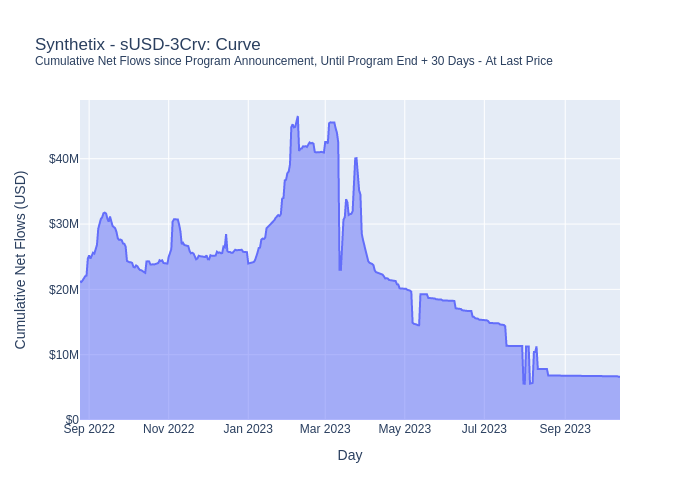 Synthetix - sUSD-3Crv: Curve
Cumulative Net Flows since Program Announcement, Until Program End + 30 Days - At Last Price
Cumulative Net Flows (USD)
$40M
$30M
$20M
$10M
$0
Sep 2022 Nov 2022 Jan 2023 Mar 2023 May 2023 Jul 2023 Sep 2023
Day